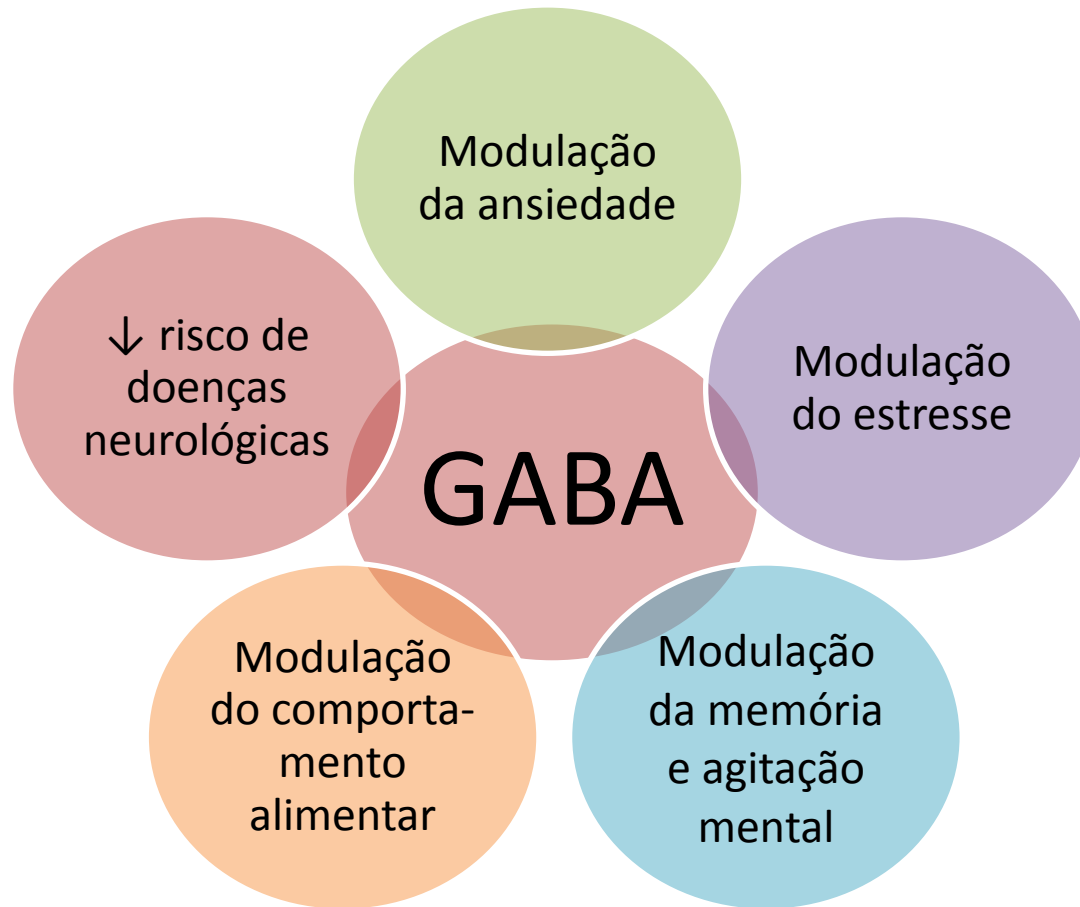 Modulação
da ansiedade
↓ risco de
doenças
neurológicas
Modulação
do estresse
GABA
Modulação
do comporta-
mento
alimentar
Modulação
da memória
e agitação
mental